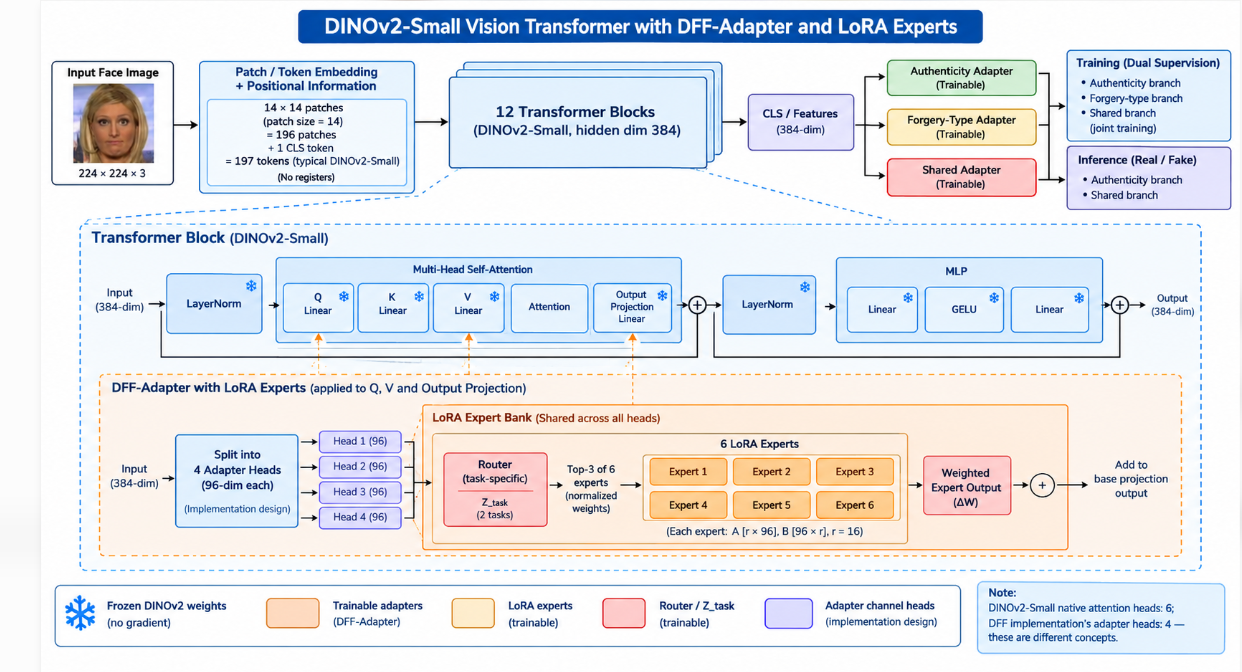 DINOv2-Small Vision Transformer with DFF-Adapter and LoRA Experts
Input Face Image
224 × 224 × 3
Patch / Token Embedding
+ Positional Information
14 × 14 patches
(patch size = 14)
= 196 patches
+ 1 CLS token
= 197 tokens (typical DINOv2-Small)
(No registers)
12 Transformer Blocks
(DINOv2-Small, hidden dim 384)
CLS / Features
(384-dim)
Authenticity Adapter
(Trainable)
Forgery-Type Adapter
(Trainable)
Shared Adapter
(Trainable)
Training (Dual Supervision)
• Authenticity branch
• Forgery-type branch
• Shared branch
(joint training)
Inference (Real / Fake)
• Authenticity branch
• Shared branch
Transformer Block (DINOv2-Small)
Input
(384-dim)
LayerNorm
Multi-Head Self-Attention
Q
Linear
K
Linear
V
Linear
Attention
Output
Projection
Linear
+
LayerNorm
MLP
Linear
GELU
Linear
+
Output
(384-dim)
DFF-Adapter with LoRA Experts (applied to Q, V and Output Projection)
Input
(384-dim)
Split into
4 Adapter Heads
(96-dim each)
(Implementation design)
Head 1 (96)
Head 2 (96)
Head 3 (96)
Head 4 (96)
LoRA Expert Bank (Shared across all heads)
Router
(task-specific)
Z_task
(2 tasks)
Top-3 of 6
experts
(normalized
weights)
6 LoRA Experts
Expert 1
Expert 2
Expert 3
Expert 4
Expert 5
Expert 6
(Each expert: A [r × 96], B [96 × r], r = 16)
Weighted
Expert Output
(ΔW)
+
Add to
base projection
output
Frozen DINOv2 weights
(no gradient)
Trainable adapters
(DFF-Adapter)
LoRA experts
(trainable)
Router / Z_task
(trainable)
Adapter channel heads
(implementation design)
Note:
DINOv2-Small native attention heads: 6;
DFF implementation's adapter heads: 4 —
these are different concepts.